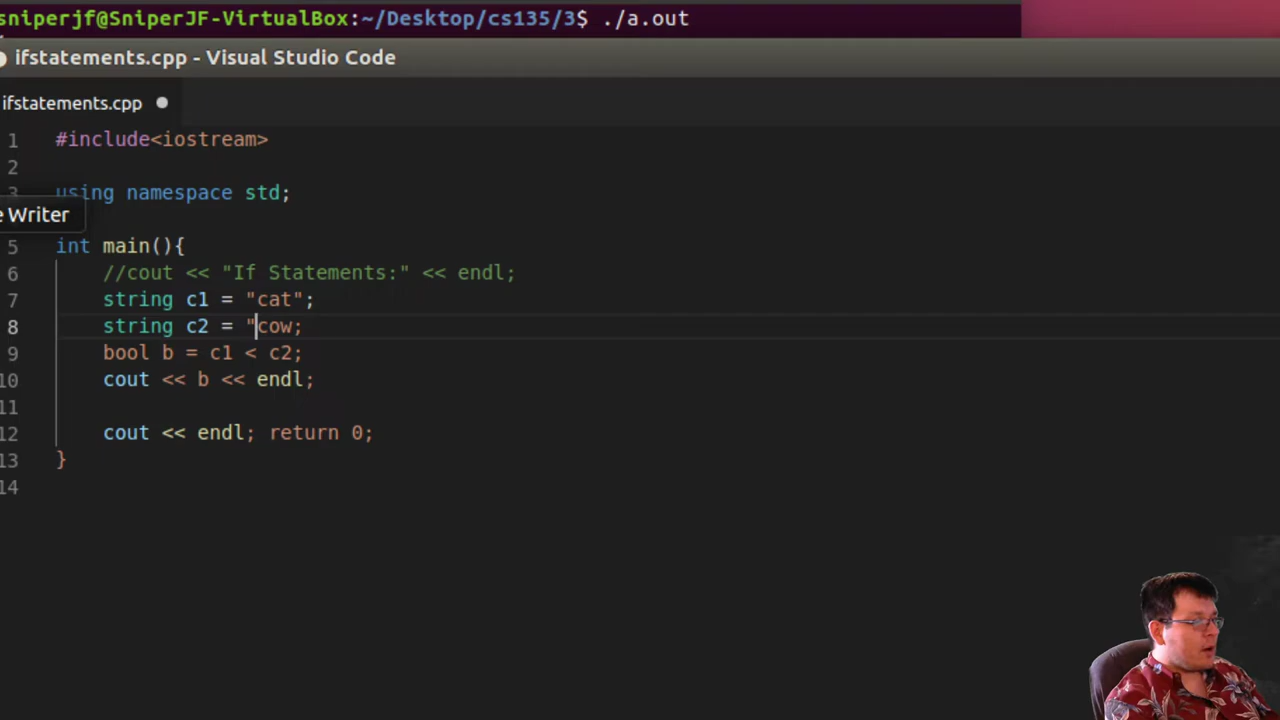 sniperjf@SniperJF-VirtualBox:~/Desktop/cs135/3$ ./a.out
ifstatements.cpp - Visual Studio Code
ifstatements.cpp
1 #include<iostream>
2
3 using namespace std;
e Writer
5 int main(){
6 //cout << "If Statements:" << endl;
7 string c1 = "cat";
8 string c2 = "cow;
9 bool b = c1 < c2;
10 cout << b << endl;
11
12 cout << endl; return 0;
13 }
14